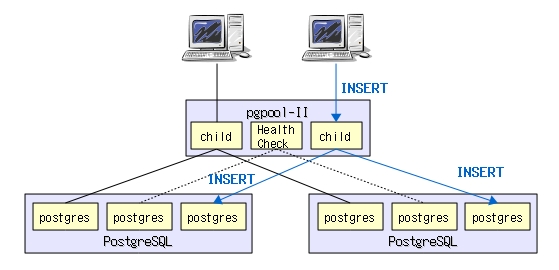 INSERT
pgpool-II
child
Health
Check
child
INSERT
INSERT
postgres
postgres
postgres
PostgreSQL
postgres
postgres
postgres
PostgreSQL